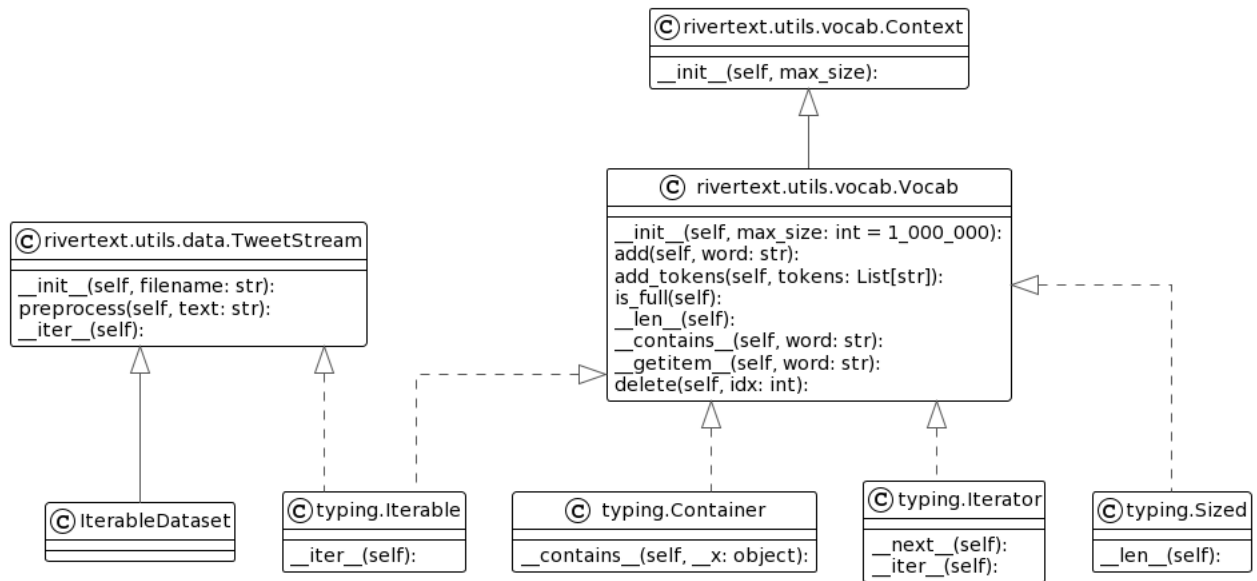 C rivertext.utils.vocab.Context
__init__(self, max_size):
C rivertext.utils.vocab.Vocab
__init__(self, max_size: int = 1_000_000):
add(self, word: str):
add_tokens(self, tokens: List[str]):
is_full(self):
__len__(self):
__contains__(self, word: str):
__getitem__(self, word: str):
delete(self, idx: int):
C rivertext.utils.data.TweetStream
__init__(self, filename: str):
preprocess(self, text: str):
__iter__(self):
C IterableDataset
C typing.Iterable
__iter__(self):
C typing.Container
__contains__(self, __x: object):
C typing.Iterator
__next__(self):
__iter__(self):
C typing.Sized
__len__(self):